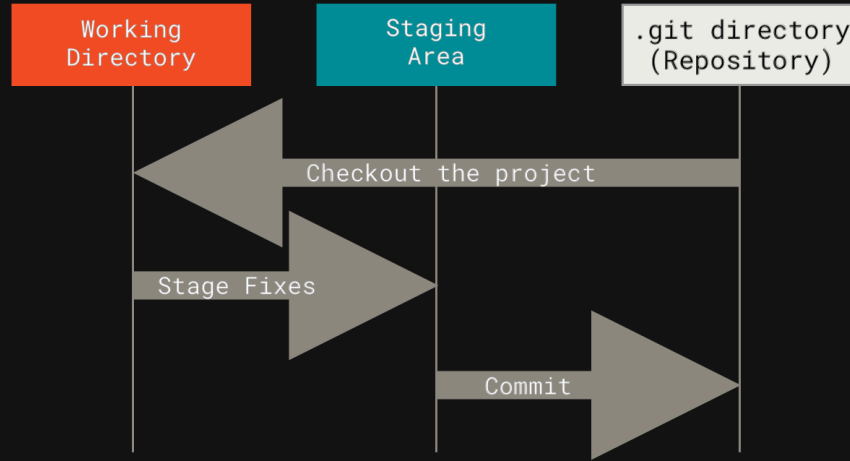 Working
Directory
Staging
Area
.git directory
(Repository)
Checkout the project
Stage Fixes
Commit